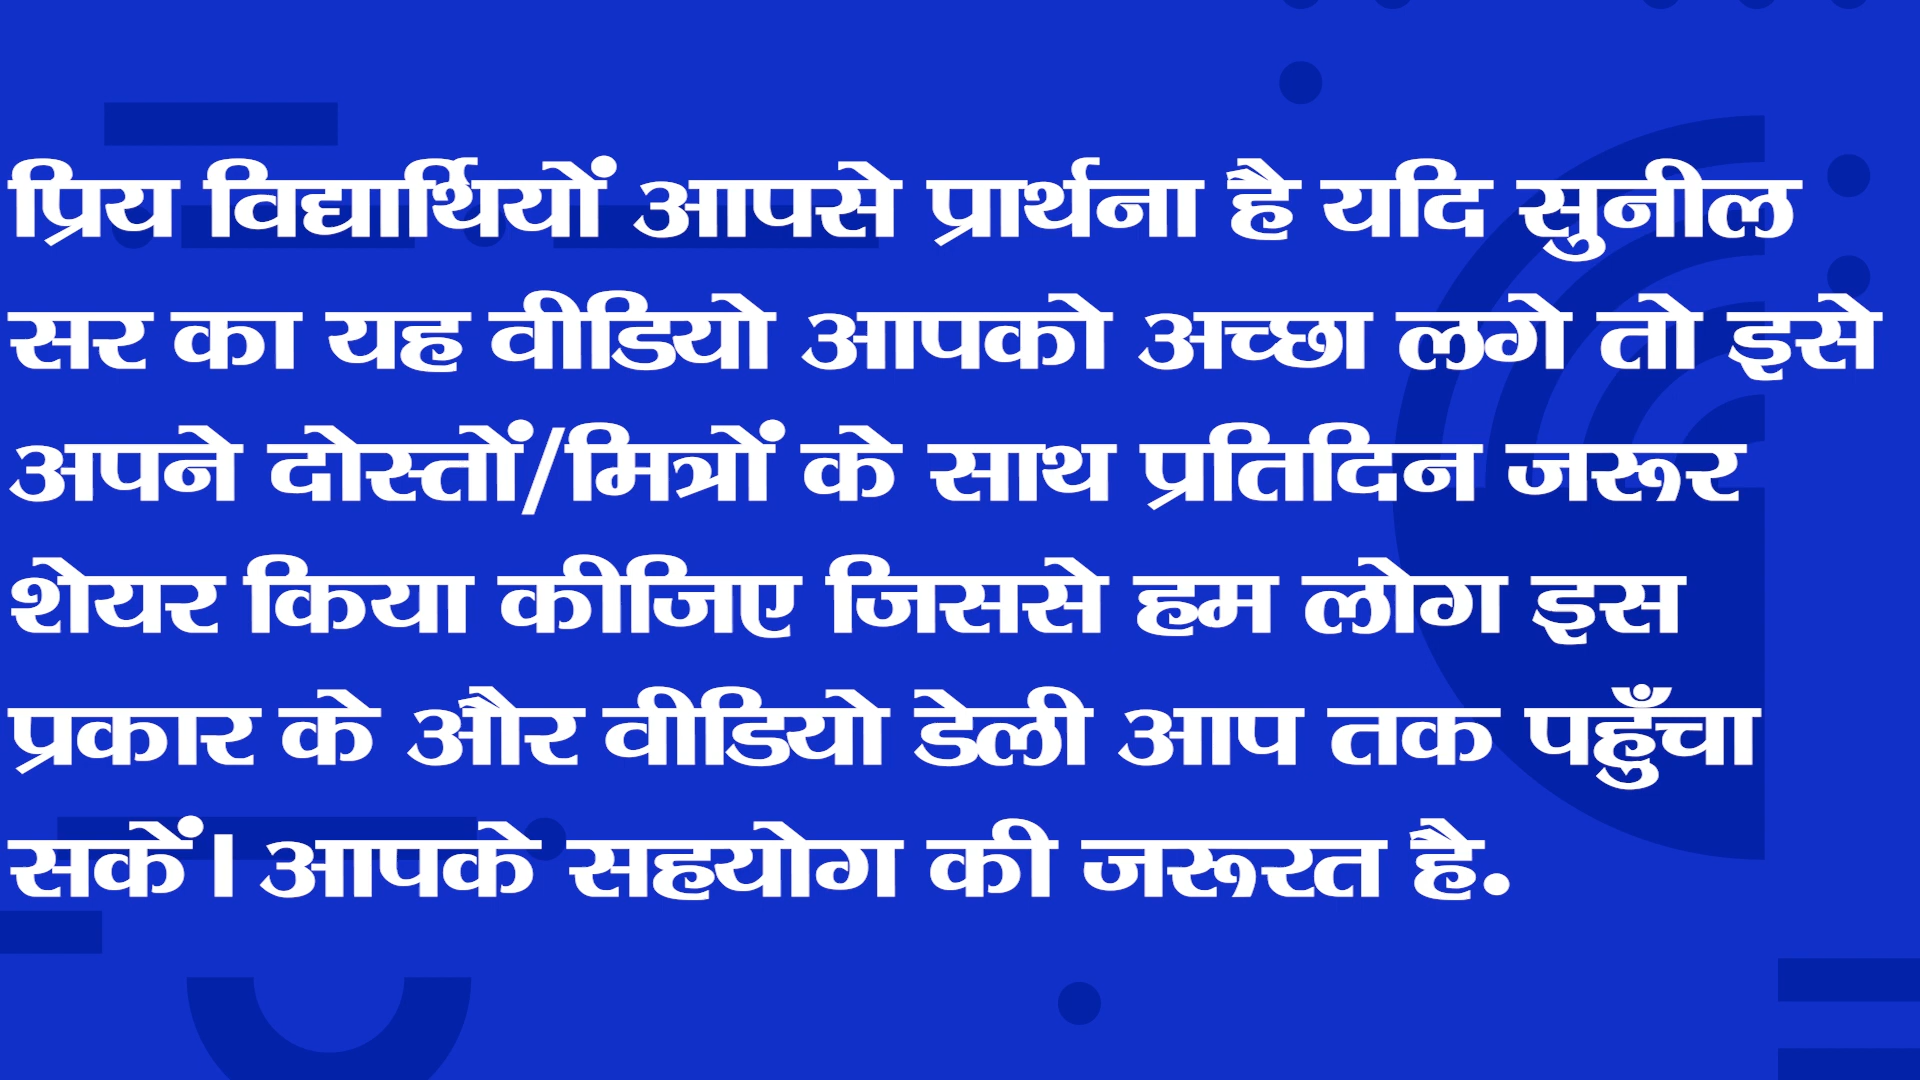 प्रिय विद्यार्थियों आपसे प्रार्थना है यदि सुनील
सर का यह वीडियो आपको अच्छा लगे तो इसे
अपने दोस्तों/मित्रों के साथ प्रतिदिन जरूर
शेयर किया कीजिए जिससे हम लोग इस
प्रकार के और वीडियो डेली आप तक पहुँचा
सकें। आपके सहयोग की जरूरत है.